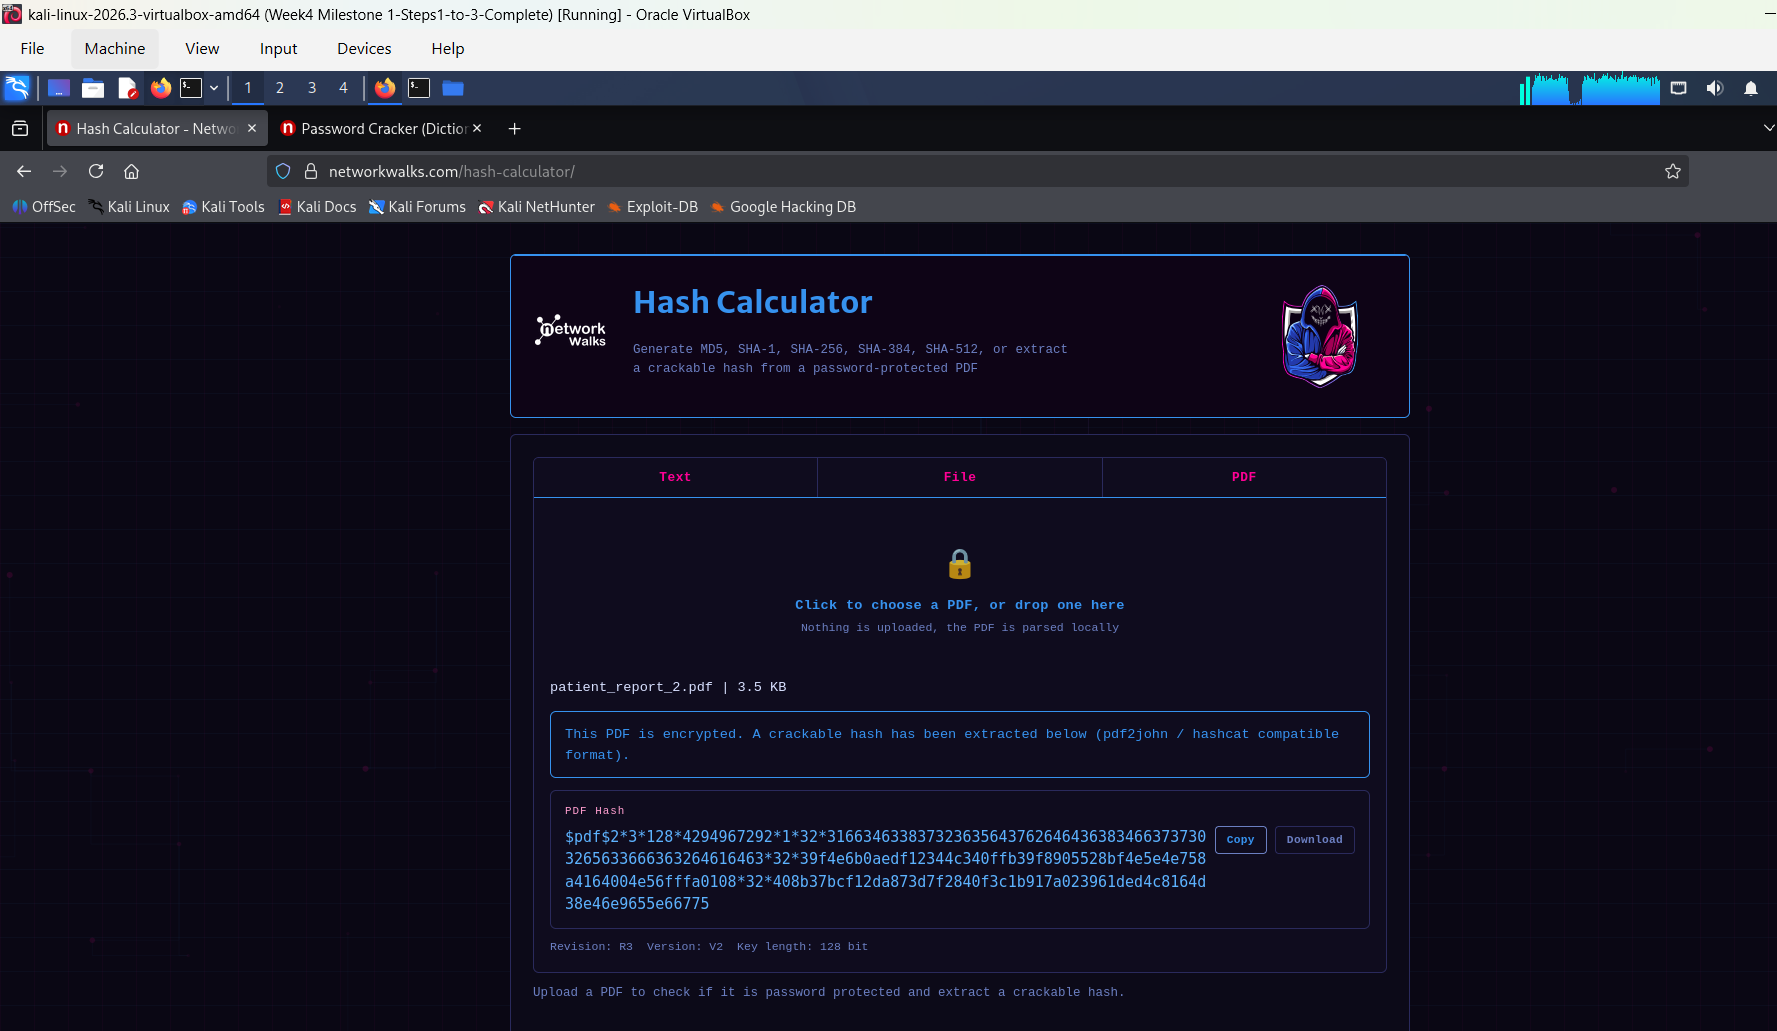 kali-linux-2026.3-virtualbox-amd64 (Week4 Milestone 1-Steps1-to-3-Complete) [Running] - Oracle VirtualBox
File Machine View Input Devices Help
1 2 3 4
Hash Calculator - Netwo Password Cracker (Diction
networkwalks.com/hash-calculator/
OffSec Kali Linux Kali Tools Kali Docs Kali Forums Kali NetHunter Exploit-DB Google Hacking DB
network
Walks
Hash Calculator
Generate MD5, SHA-1, SHA-256, SHA-384, SHA-512, or extract
a crackable hash from a password-protected PDF
Text File PDF
Click to choose a PDF, or drop one here
Nothing is uploaded, the PDF is parsed locally
patient_report_2.pdf | 3.5 KB
This PDF is encrypted. A crackable hash has been extracted below (pdf2john / hashcat compatible
format).
PDF Hash
$pdf$2*3*128*4294967292*1*32*31663463383732363564376264643638346637373​0
32656336663632646164​63*32*39f4e6b0aedf12344c340ffb39f8905528bf4e5e4e758
a4164004e56fffa0108*32*408b37bcf12da873d7f2840f3c1b917a023961ded4c8164d
38e46e9655e66775
Copy Download
Revision: R3 Version: V2 Key length: 128 bit
Upload a PDF to check if it is password protected and extract a crackable hash.